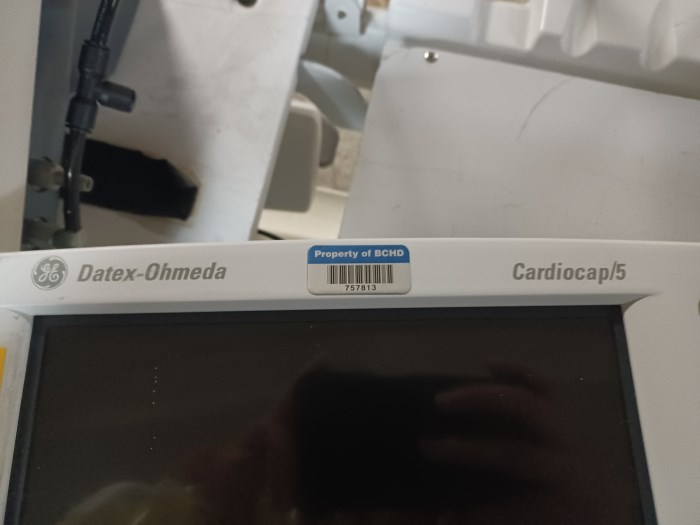 Property of BCHD
757813
GE Datex-Ohmeda
Cardiocap/5